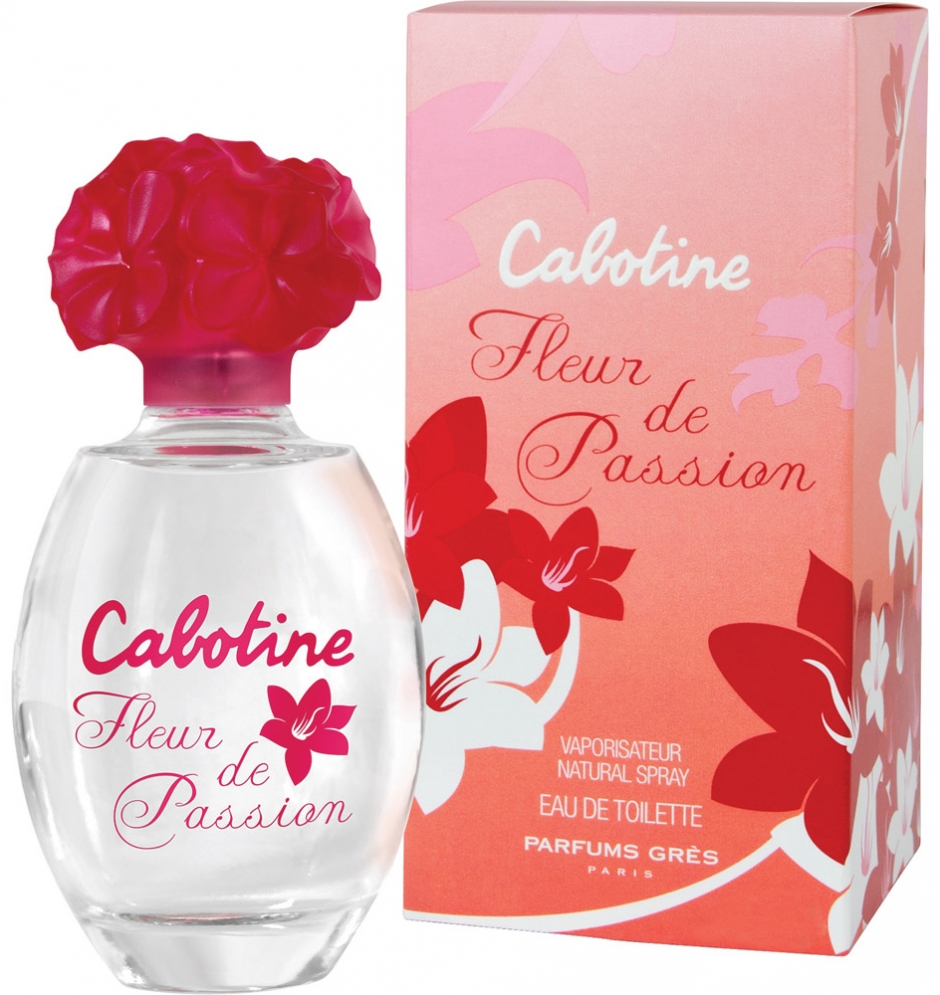 Cabotine
Fleur
de
Passion
Cabotine
Fleur
de
Passion
VAPORISATEUR
NATURAL SPRAY
EAU DE TOILETTE
PARFUMS GRÈS
PARIS